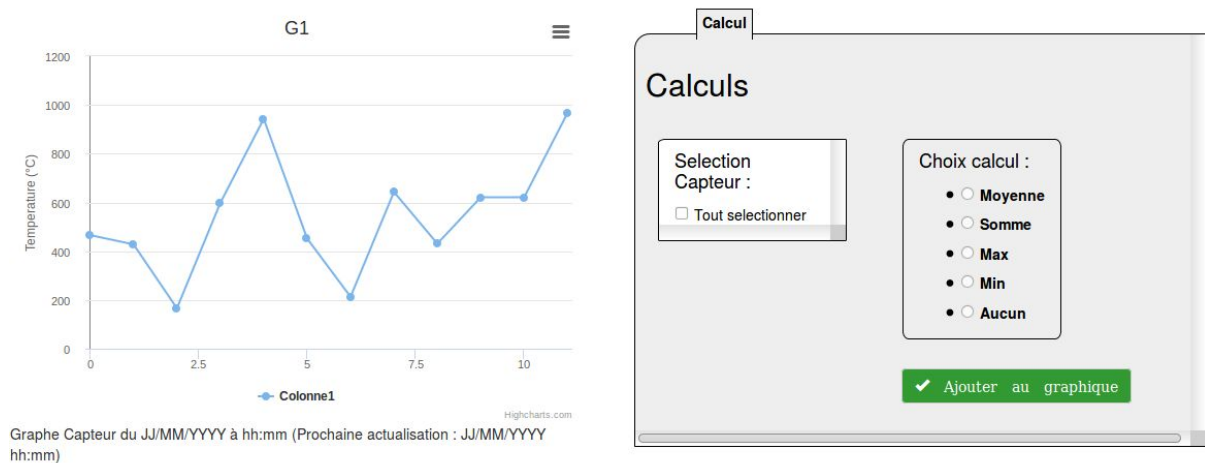 G1
1200
1000
800
600
400
200
0
Temperature (°C)
0 2.5 5 7.5 10
Colonne1
Highcharts.com
Graphe Capteur du JJ/MM/YYYY à hh:mm (Prochaine actualisation : JJ/MM/YYYY
hh:mm)
Calcul
Calculs
Selection
Capteur :
Tout selectionner
Choix calcul :
Moyenne
Somme
Max
Min
Aucun
Ajouter au graphique